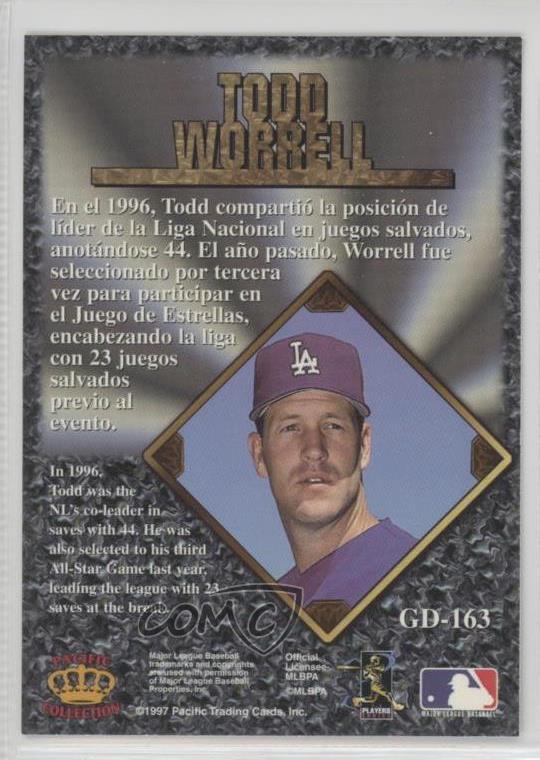 TODD
WORRELL
En el 1996, Todd compartió la posición de
líder de la Liga Nacional en juegos salvados,
anotándose 44. El año pasado, Worrell fue
seleccionado por tercera
vez para participar en
el Juego de Estrellas,
encabezando la liga
con 23 juegos
salvados
previo al
evento.
LA
In 1996,
Todd was the
NL's co-leader in
saves with 44. He was
also selected to his third
All-Star Game last year,
leading the league with 23
saves at the break.
COMC
GD-163
PACIFIC
COLLECTION
Major League Baseball
trademarks and copyrights
are used with permission
of Major League Baseball
Properties, Inc.
©1997 Pacific Trading Cards, Inc.
Official
Licensee-
MLBPA
©MLBPA
PLAYERS
CHOICE
MAJOR LEAGUE BASEBALL